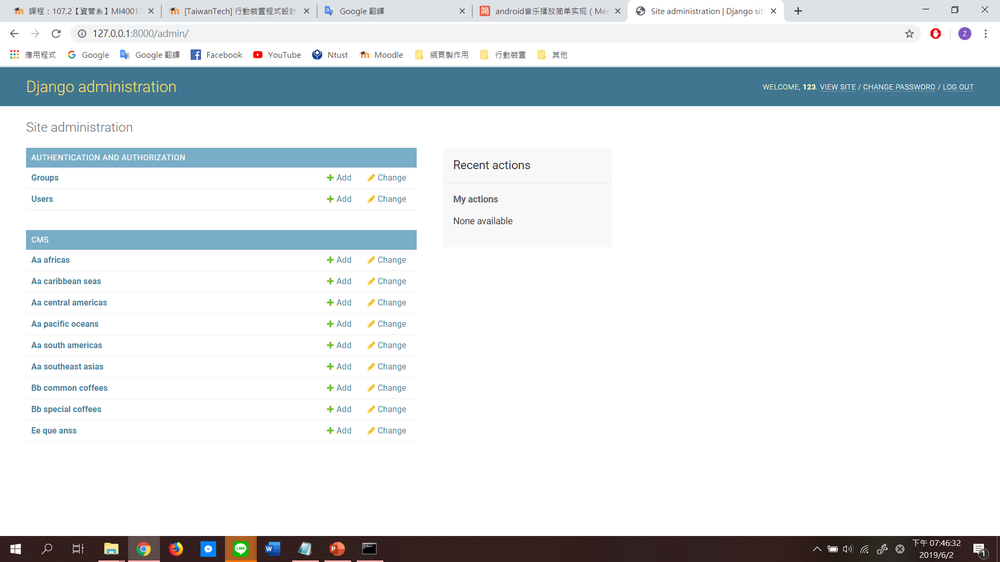 課程：107.2【資管系】MI40013
[TaiwanTech] 行動裝置程式設計
Google 翻譯
简
android音乐播放简单实现（Mec
Site administration | Django sit
127.0.0.1:8000/admin/
Z
應用程式
Google
Google 翻譯
Facebook
YouTube
Ntust
Moodle
網頁製作用
行動裝置
其他
Django administration
WELCOME, 123. VIEW SITE / CHANGE PASSWORD / LOG OUT
Site administration
AUTHENTICATION AND AUTHORIZATION
Groups Add Change
Users Add Change
CMS
Aa africas Add Change
Aa caribbean seas Add Change
Aa central americas Add Change
Aa pacific oceans Add Change
Aa south americas Add Change
Aa southeast asias Add Change
Bb common coffees Add Change
Bb special coffees Add Change
Ee que anss Add Change
Recent actions
My actions
None available
LINE
下午 07:46:32
2019/6/2
1